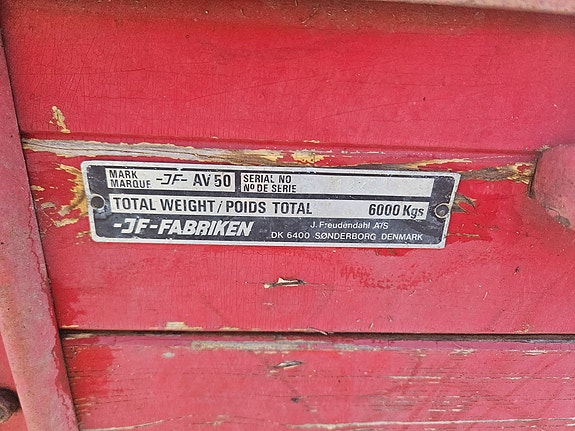 MARK
MARQUE -JF- AV 50
SERIAL NO
Nº DE SERIE
TOTAL WEIGHT/POIDS TOTAL 6000 Kgs
-JF-FABRIKEN
J. Freudendahl A/S
DK 6400 SØNDERBORG DENMARK